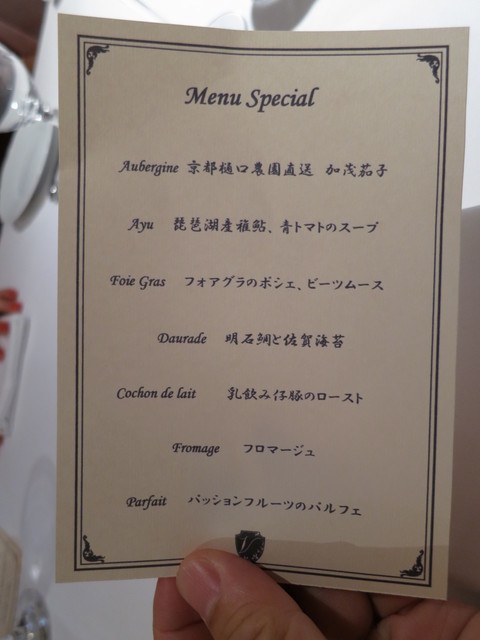 Menu Special
Aubergine 京都樋口農園直送 加茂茄子
Ayu 琵琶湖産稚鮎、青トマトのスープ
Foie Gras フォアグラのポシェ、ビーツムース
Daurade 明石鯛と佐賀海苔
Cochon de lait 乳飲み仔豚のロースト
Fromage フロマージュ
Parfait パッションフルーツのパルフェ